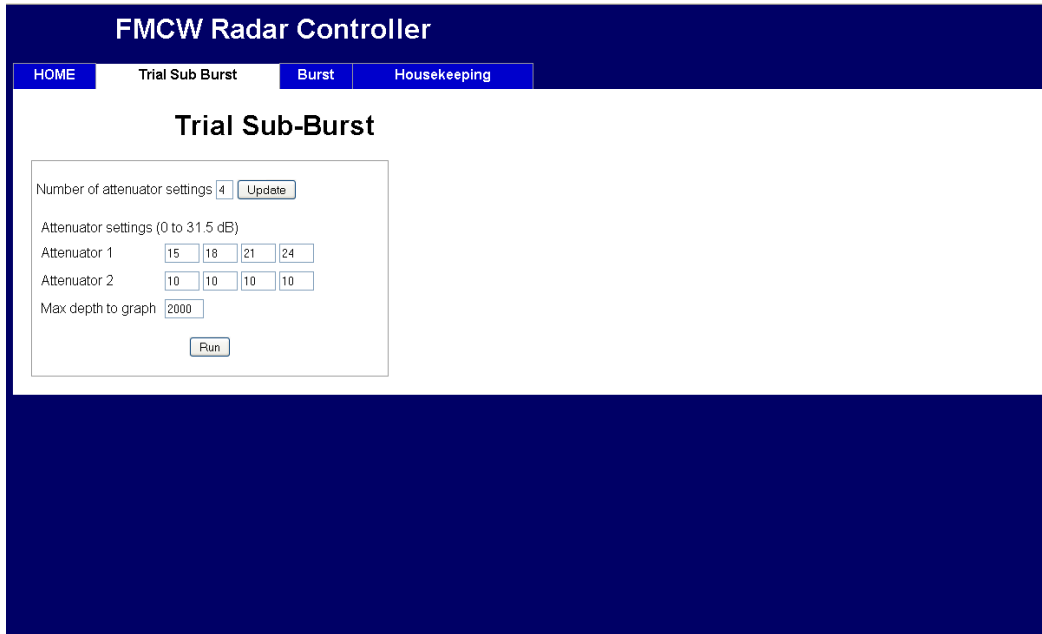 FMCW Radar Controller
HOME Trial Sub Burst Burst Housekeeping
Trial Sub-Burst
Number of attenuator settings 4 Update
Attenuator settings (0 to 31.5 dB)
Attenuator 1 15 18 21 24
Attenuator 2 10 10 10 10
Max depth to graph 2000
Run